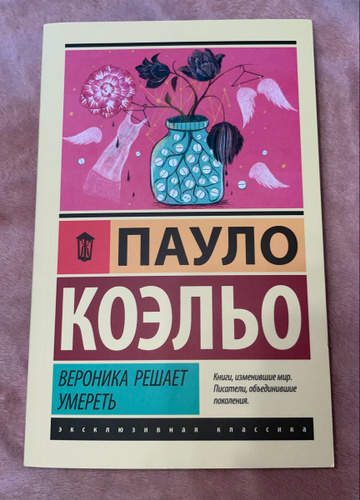 ПАУЛО
КОЭЛЬО
ВЕРОНИКА РЕШАЕТ
УМЕРЕТЬ
Книги, изменившие мир.
Писатели, объединившие
поколения.
эксклюзивная классика